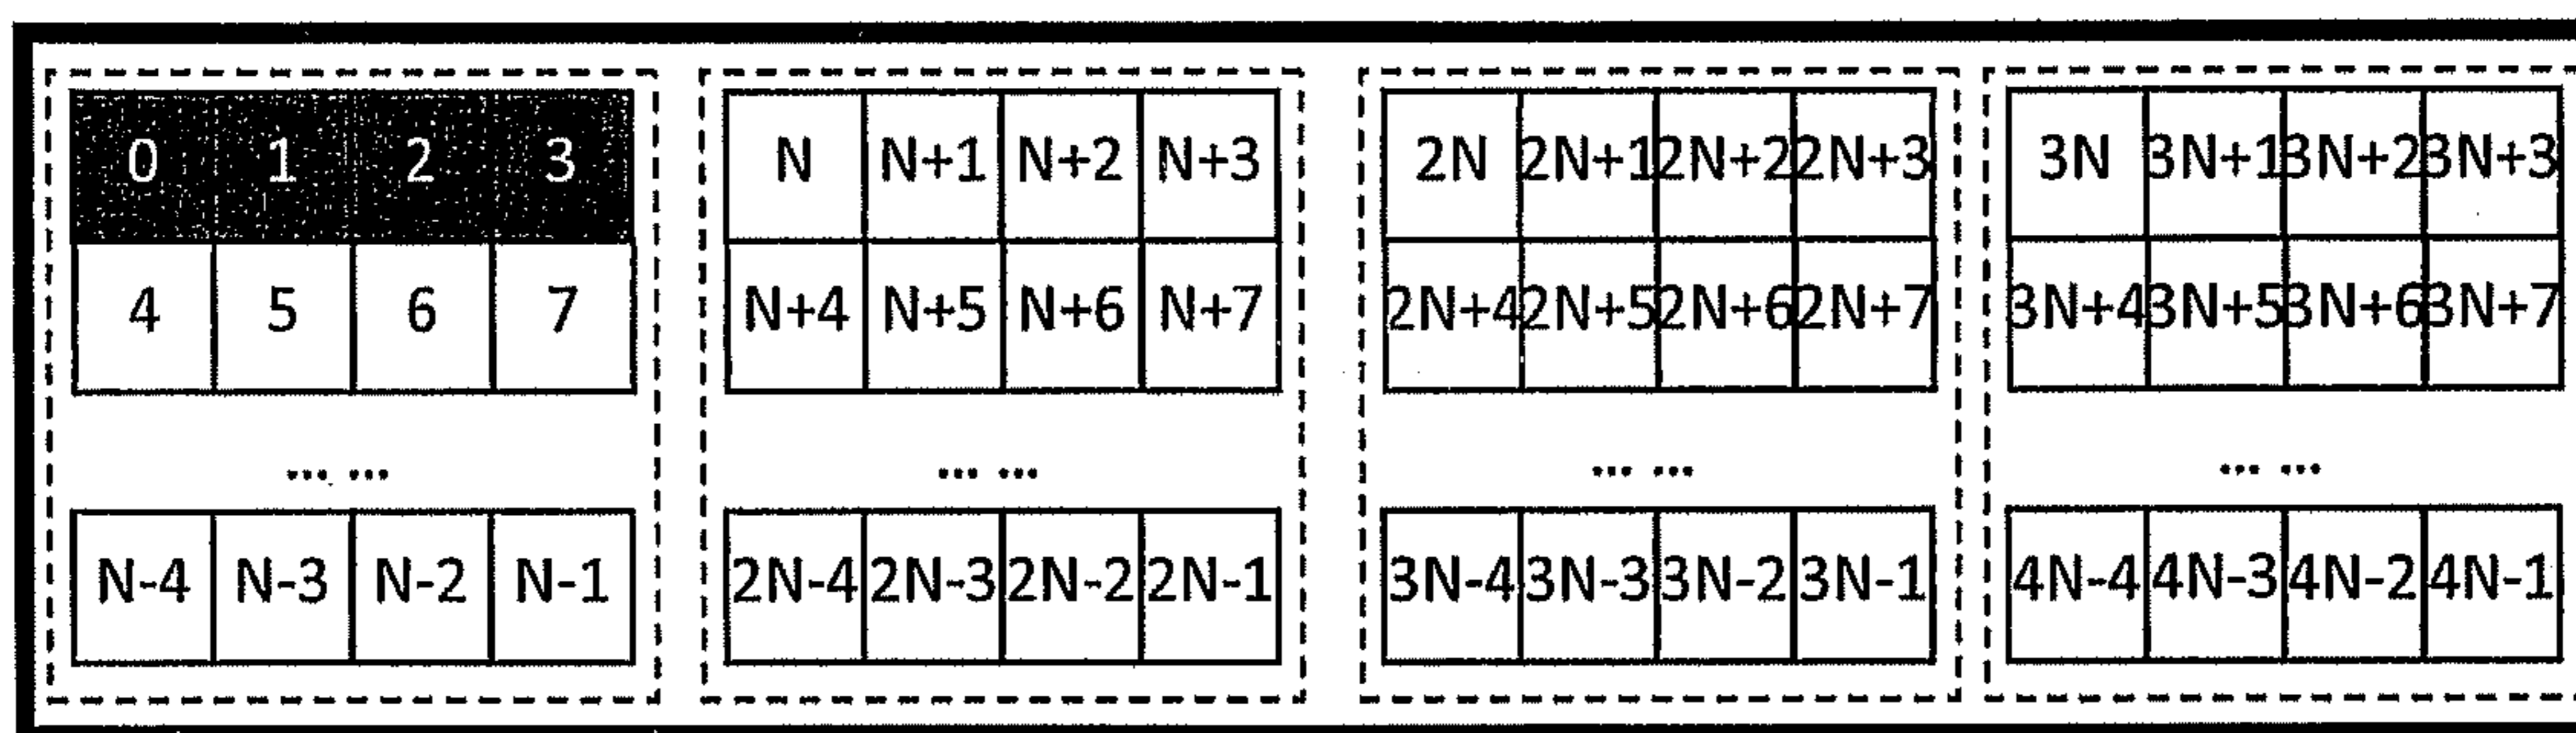 0 1 2 3 N N+1 N+2 N+3 2N 2N+1 2N+2 2N+3 3N 3N+1 3N+2 3N+3
4 5 6 7 N+4 N+5 N+6 N+7 2N+4 2N+5 2N+6 2N+7 3N+4 3N+5 3N+6 3N+7
... ... ... ... ... ... ... ...
N-4 N-3 N-2 N-1 2N-4 2N-3 2N-2 2N-1 3N-4 3N-3 3N-2 3N-1 4N-4 4N-3 4N-2 4N-1